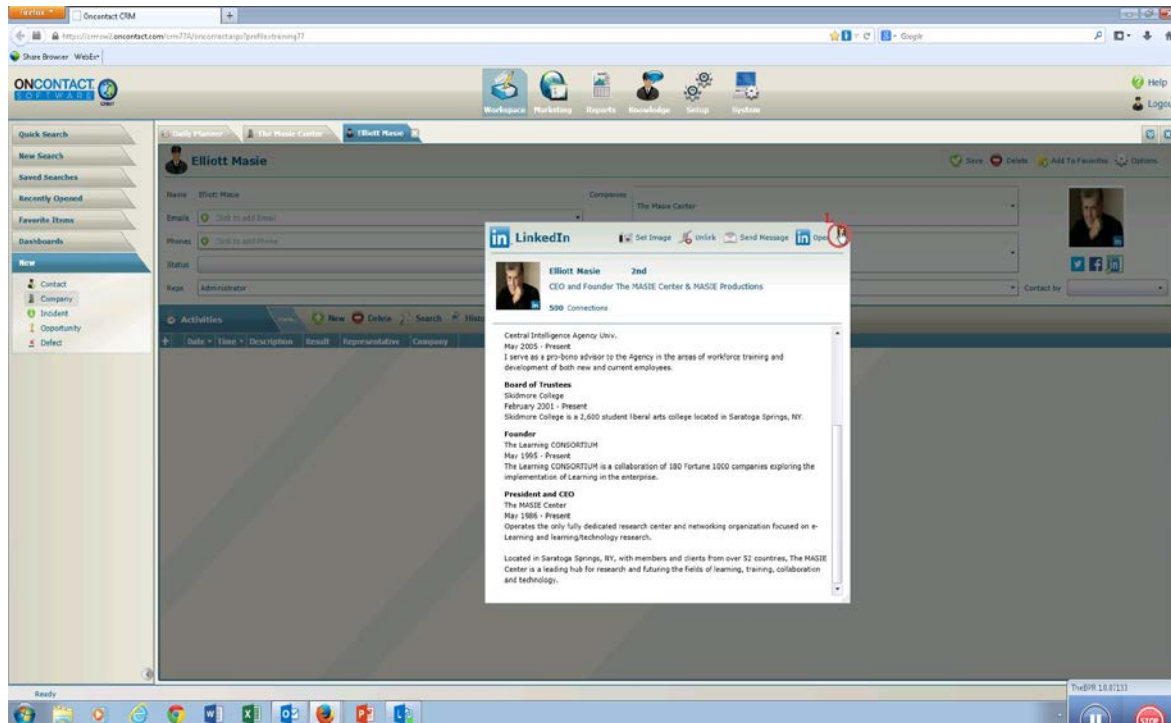 Firefox
Oncontact CRM
Google
Share Browser WebEx
ONCONTACT
SOFTWARE
CRM7
Workspace Marketing Reports Knowledge Setup System
Help
Logout
Quick Search
New Search
Saved Searches
Recently Opened
Favorite Items
Dashboards
New
Contact
Company
Incident
Opportunity
Defect
Daily Planner
The Masie Center
Elliott Masie
Elliott Masie
Save Delete Add To Favorites Options
Name Elliott Masie
Companies
The Masie Center
Emails Click to add Email
Phones Click to add Phone
Status
Reps Administrator
Contact by
Activities
New Delete Search
Date Time Description Result Representative Company
1.
LinkedIn
Set Image Unlink Send Message
Elliott Masie 2nd
CEO and Founder The MASIE Center & MASIE Productions
500 Connections
Central Intelligence Agency Univ.
May 2005 - Present
I serve as a pro-bono advisor to the Agency in the areas of workforce training and
development of both new and current employees.
Board of Trustees
Skidmore College
February 2001 - Present
Skidmore College is a 2,600 student liberal arts college located in Saratoga Springs, NY.
Founder
The Learning CONSORTIUM
May 1995 - Present
The Learning CONSORTIUM is a collaboration of 180 Fortune 1000 companies exploring the
implementation of Learning in the enterprise.
President and CEO
The MASIE Center
May 1986 - Present
Operates the only fully dedicated research center and networking organization focused on e-
Learning and learning/technology research.
Located in Saratoga Springs, NY, with members and clients from over 52 countries, The MASIE
Center is a leading hub for research and futuring the fields of learning, training, collaboration
and technology.
Ready
STOP